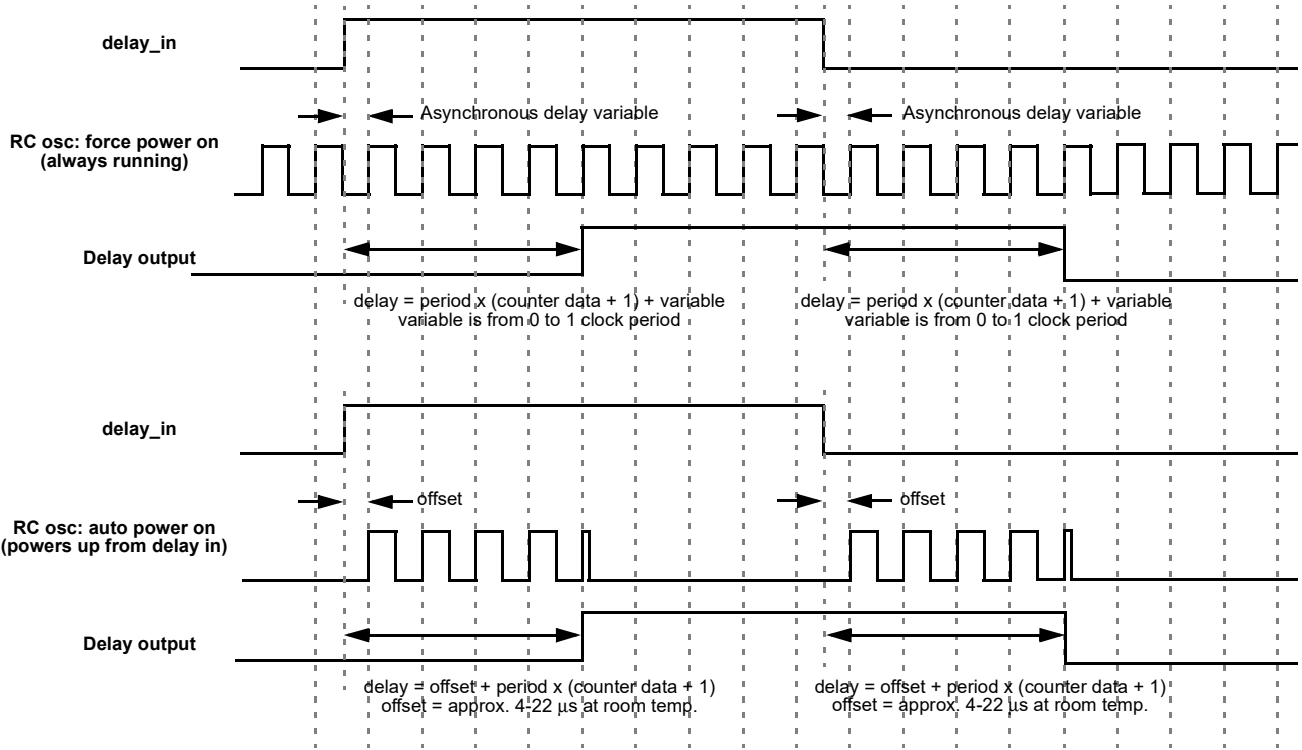 delay_in
Asynchronous delay variable
Asynchronous delay variable
RC osc: force power on
(always running)
Delay output
delay = period x (counter data + 1) + variable
variable is from 0 to 1 clock period
delay = period x (counter data + 1) + variable
variable is from 0 to 1 clock period
delay_in
offset
offset
RC osc: auto power on
(powers up from delay in)
Delay output
delay = offset + period x (counter data + 1)
offset = approx. 4-22 μs at room temp.
delay = offset + period x (counter data + 1)
offset = approx. 4-22 μs at room temp.